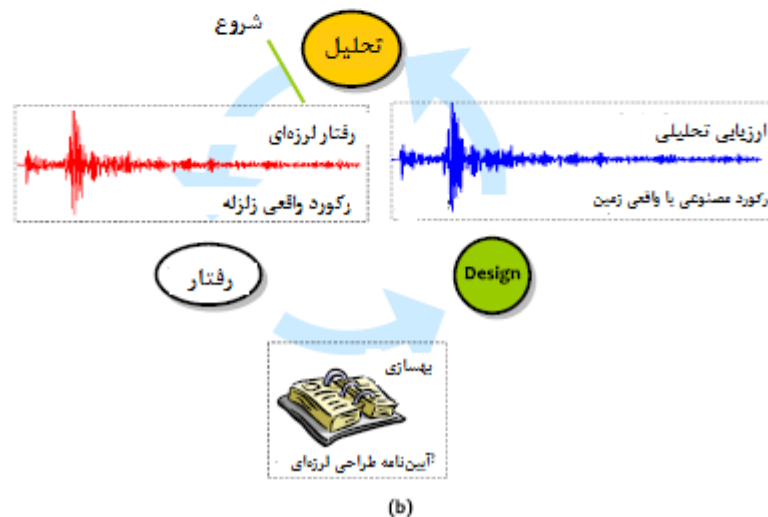 شروع
تحلیل
رفتار لرزه‌ای
رکورد واقعی زلزله
ارزیابی تحلیلی
رکورد مصنوعی یا واقعی زمین
رفتار
Design
بهسازی
آیین‌نامه طراحی لرزه‌ای?
(b)